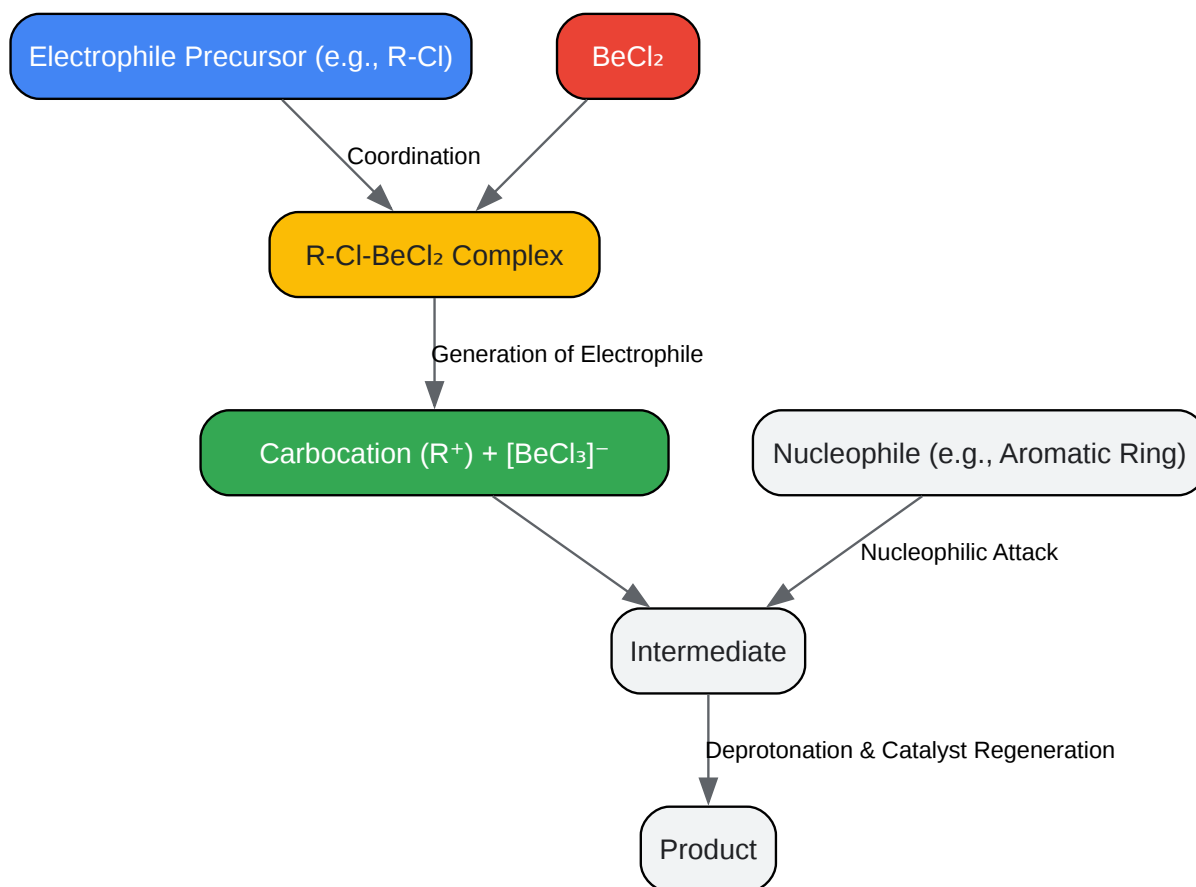 Electrophile Precursor (e.g., R-Cl)
BeCl₂
Coordination
R-Cl-BeCl₂ Complex
Generation of Electrophile
Carbocation (R⁺) + [BeCl₃]⁻
Nucleophile (e.g., Aromatic Ring)
Nucleophilic Attack
Intermediate
Deprotonation & Catalyst Regeneration
Product